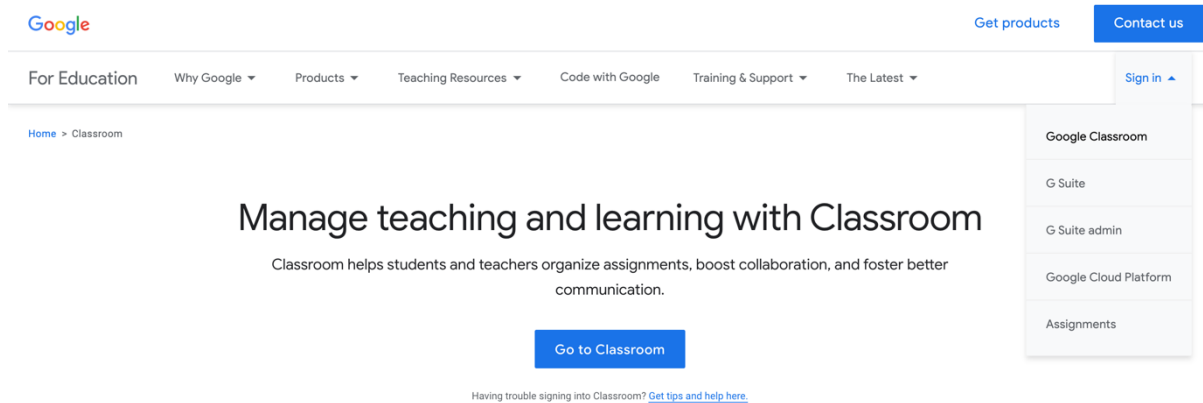 Google
Get products
Contact us
For Education
Why Google
Products
Teaching Resources
Code with Google
Training & Support
The Latest
Sign in
Home > Classroom
Google Classroom
G Suite
G Suite admin
Google Cloud Platform
Assignments
Manage teaching and learning with Classroom
Classroom helps students and teachers organize assignments, boost collaboration, and foster better
communication.
Go to Classroom
Having trouble signing into Classroom? Get tips and help here.